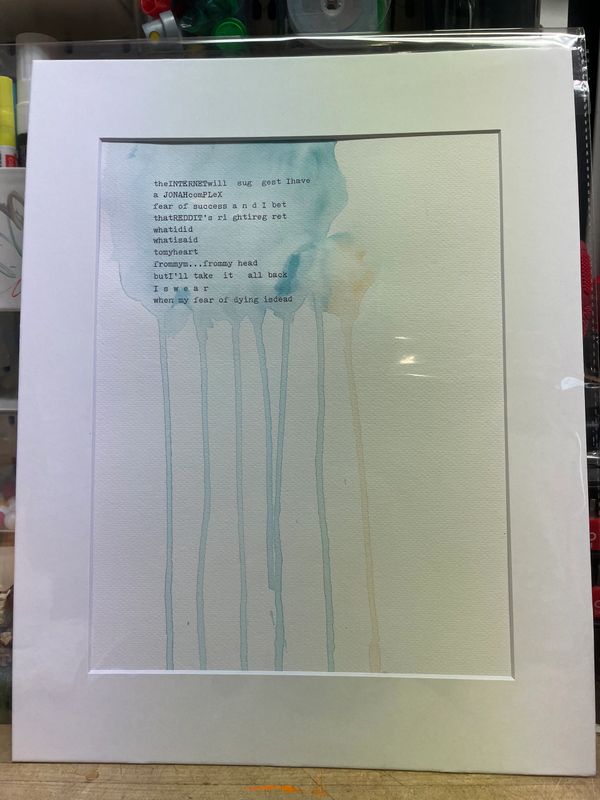 theINTERNETwill sug gest Ihave
a JONAHcomPLeX
fear of success a n d I bet
thatREDDIT's ri ghtireg ret
whatidid
whatisaid
tomyheart
frommym...frommy head
butI'll take it all back
I s w e a r
when my fear of dying isdead